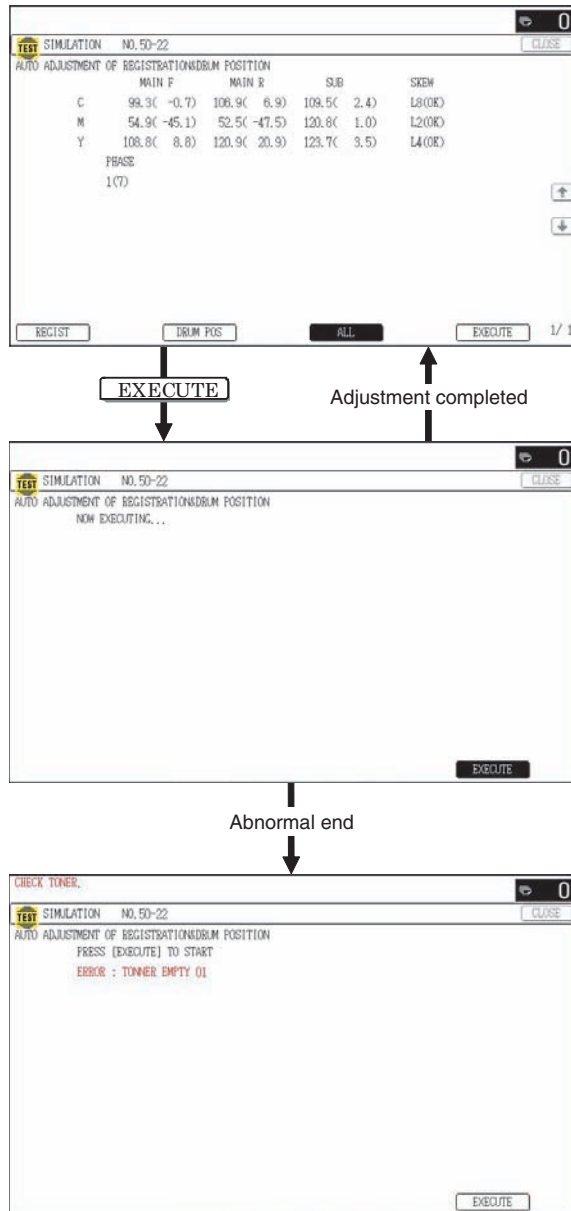 0
TEST SIMULATION NO. 50-22 CLOSE
AUTO ADJUSTMENT OF REGISTRATION&DRUM POSITION
MAIN F MAIN R SUB SKEW
C 99.3( -0.7) 106.9( 6.9) 109.5( 2.4) L8(OK)
M 54.9( -45.1) 52.5( -47.5) 120.8( 1.0) L2(OK)
Y 108.8( 8.8) 120.9( 20.9) 123.7( 3.5) L4(OK)
PHASE
1(7)
REGIST DRUM POS ALL EXECUTE 1/ 1
EXECUTE
Adjustment completed
0
TEST SIMULATION NO. 50-22 CLOSE
AUTO ADJUSTMENT OF REGISTRATION&DRUM POSITION
NOW EXECUTING...
EXECUTE
Abnormal end
CHECK TONER.
0
TEST SIMULATION NO. 50-22 CLOSE
AUTO ADJUSTMENT OF REGISTRATION&DRUM POSITION
PRESS [EXECUTE] TO START
ERROR : TONNER EMPTY 01
EXECUTE